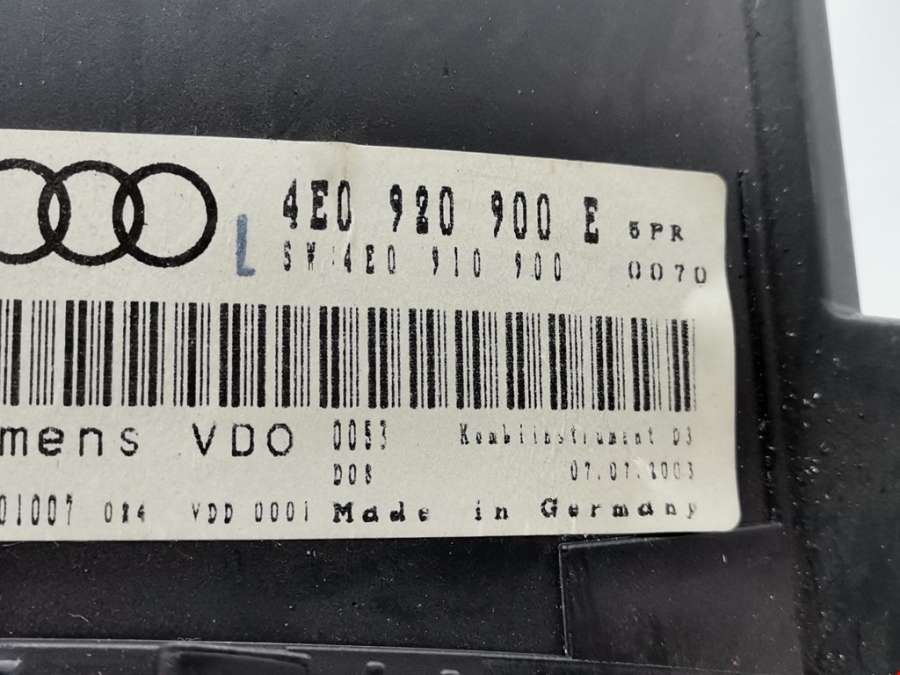 L 4E0 920 900 E 5PR
SW:4E0 910 900 0070
mens VDO 0053 Kombiinstrument D3
D08 07.07.2003
01007 024 VDD 0001 Made in Germany